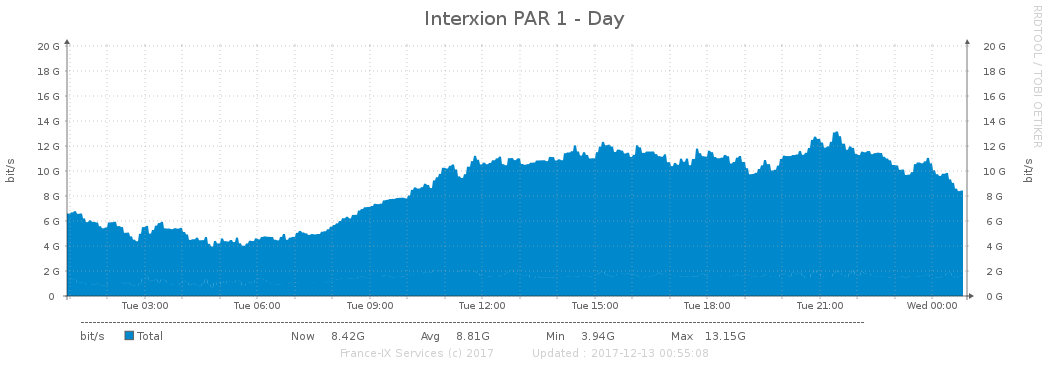 Interxion PAR 1 - Day
RRDTOOL / TOBI OETIKER
20 G 20 G
18 G 18 G
16 G 16 G
14 G 14 G
12 G 12 G
10 G 10 G
8 G 8 G
6 G 6 G
4 G 4 G
2 G 2 G
0 0 G
bit/s
bit/s
Tue 03:00 Tue 06:00 Tue 09:00 Tue 12:00 Tue 15:00 Tue 18:00 Tue 21:00 Wed 00:00
bit/s Total Now 8.42G Avg 8.81G Min 3.94G Max 13.15G
France-IX Services (c) 2017 Updated : 2017-12-13 00:55:08